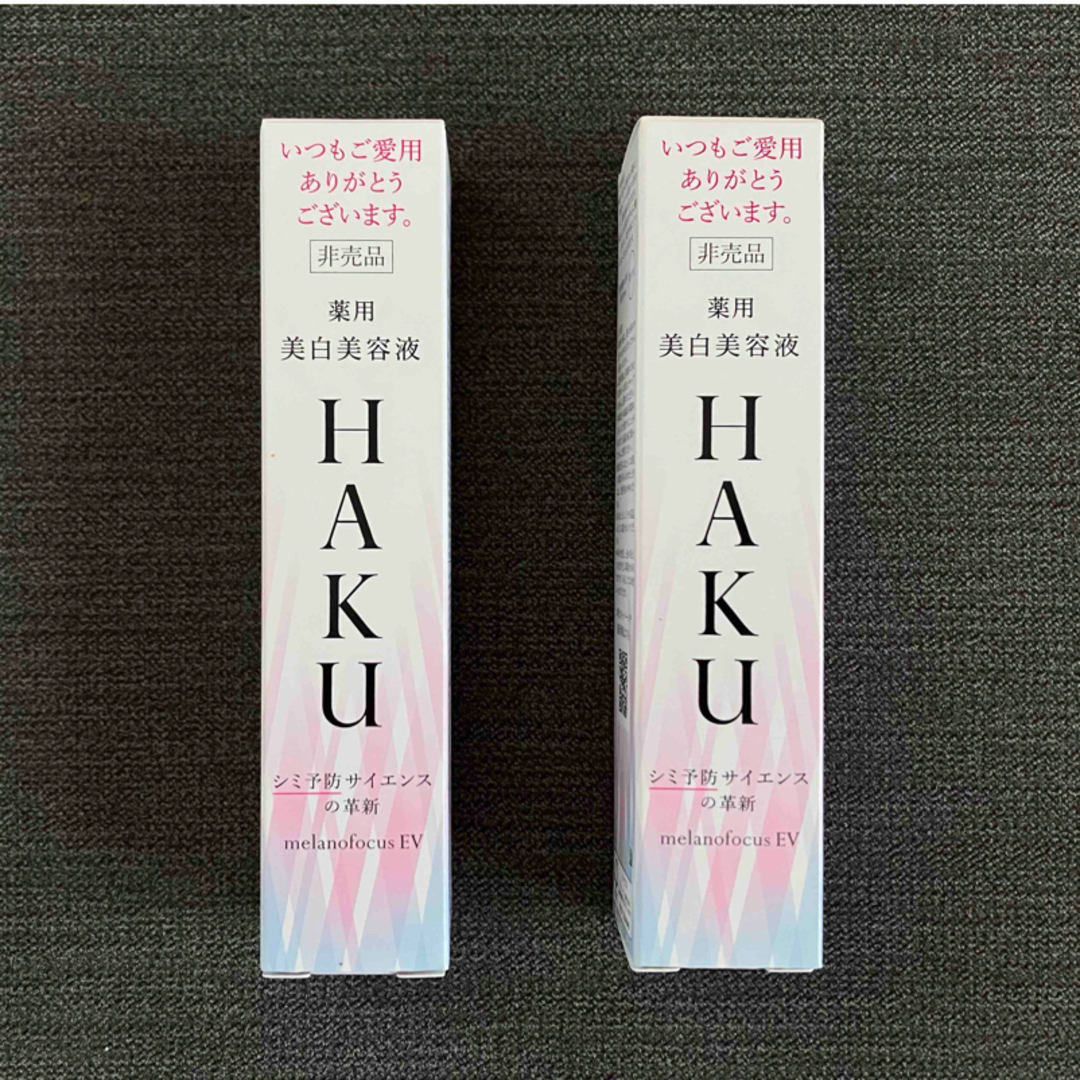 いつもご愛用
ありがとう
ございます。
非売品
薬用
美白美容液
HAKU
シミ予防サイエンス
の革新
melanofocus EV
いつもご愛用
ありがとう
ございます。
非売品
薬用
美白美容液
HAKU
シミ予防サイエンス
の革新
melanofocus EV